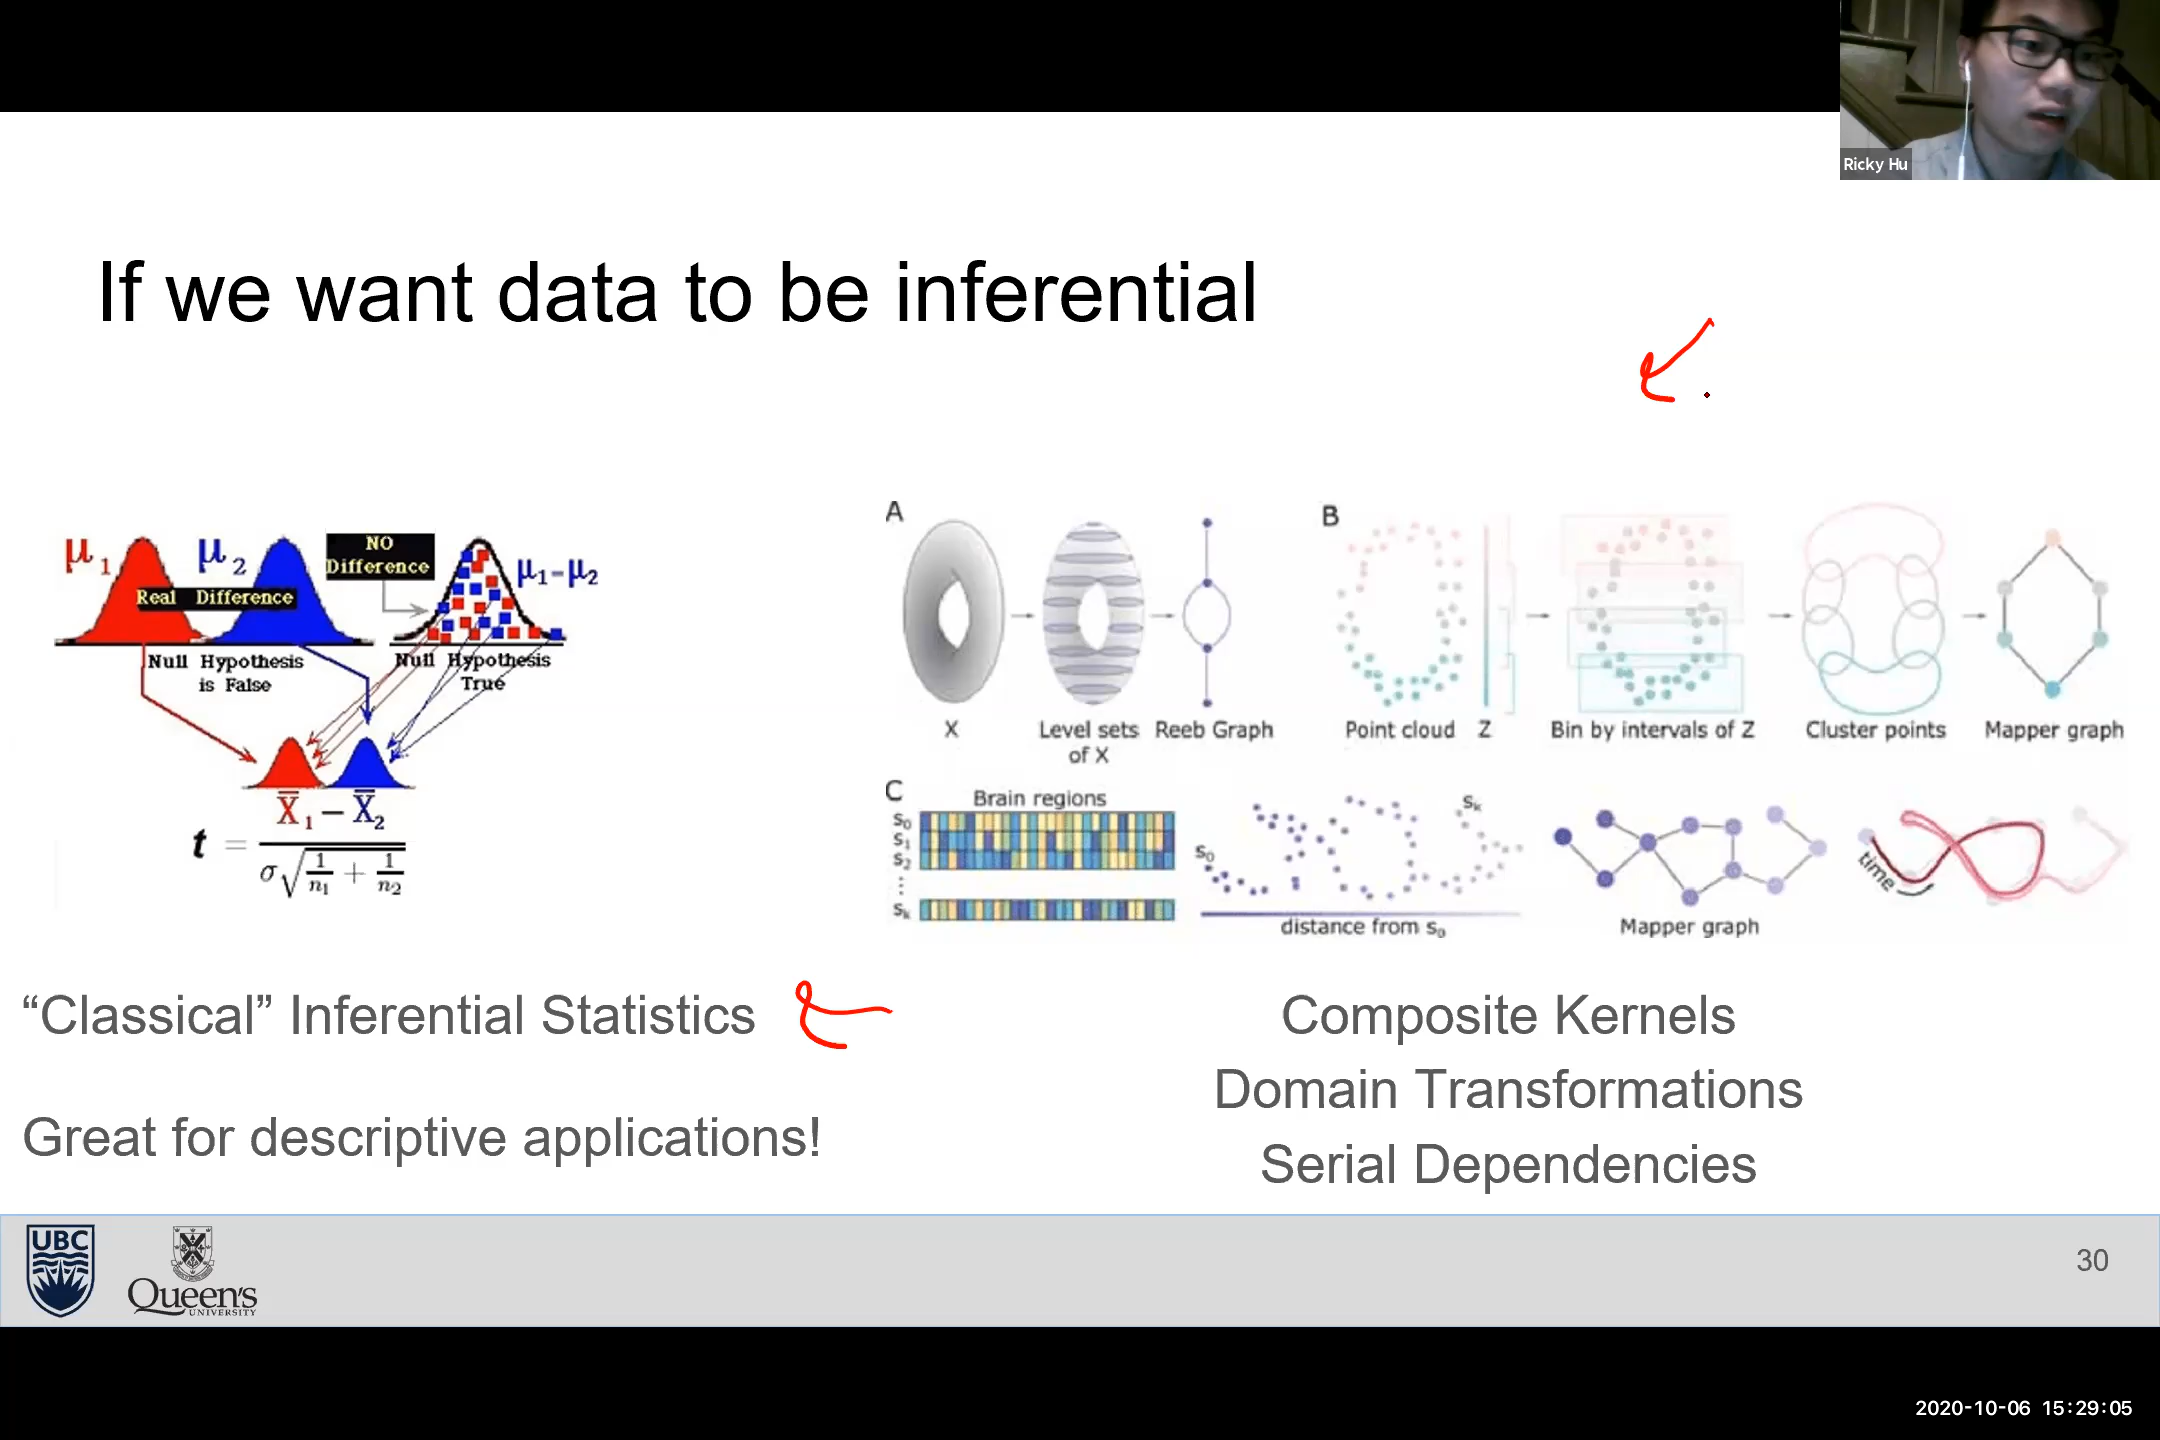 Ricky Hu
If we want data to be inferential
μ1
μ2
NO
Difference
μ1-μ2
Real Difference
Null Hypothesis
is False
Null Hypothesis
True
t = X̄1 − X̄2
σ√ 1/n1 + 1/n2
A
X
Level sets
of X
Reeb Graph
B
Point cloud Z
Bin by intervals of Z
Cluster points
Mapper graph
C
Brain regions
S0
S1
S2
⋮
Sk
S0
Sk
distance from s0
Mapper graph
time
“Classical” Inferential Statistics
Great for descriptive applications!
Composite Kernels
Domain Transformations
Serial Dependencies
UBC
Queen's
UNIVERSITY
30
2020-10-06 15:29:05